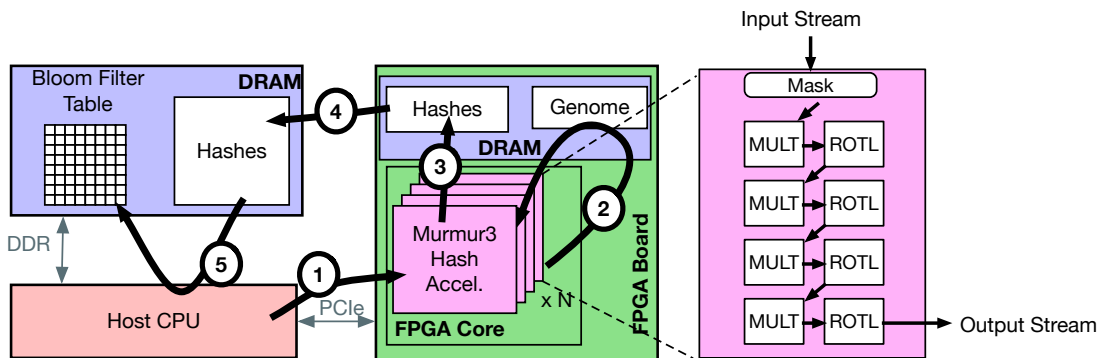 Input Stream
Bloom Filter
Table
DRAM
Hashes
4
Hashes
Genome
DRAM
3
2
Murmur3
Hash
Accel.
x N
FPGA Core
FPGA Board
DDR
5
1
PCIe
Host CPU
Mask
MULT
ROTL
MULT
ROTL
MULT
ROTL
MULT
ROTL
Output Stream